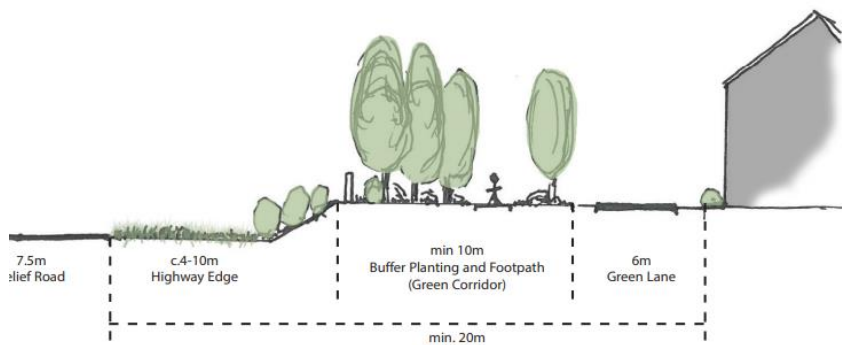 7.5m
elief Road
c.4-10m
Highway Edge
min 10m
Buffer Planting and Footpath
(Green Corridor)
6m
Green Lane
min. 20m